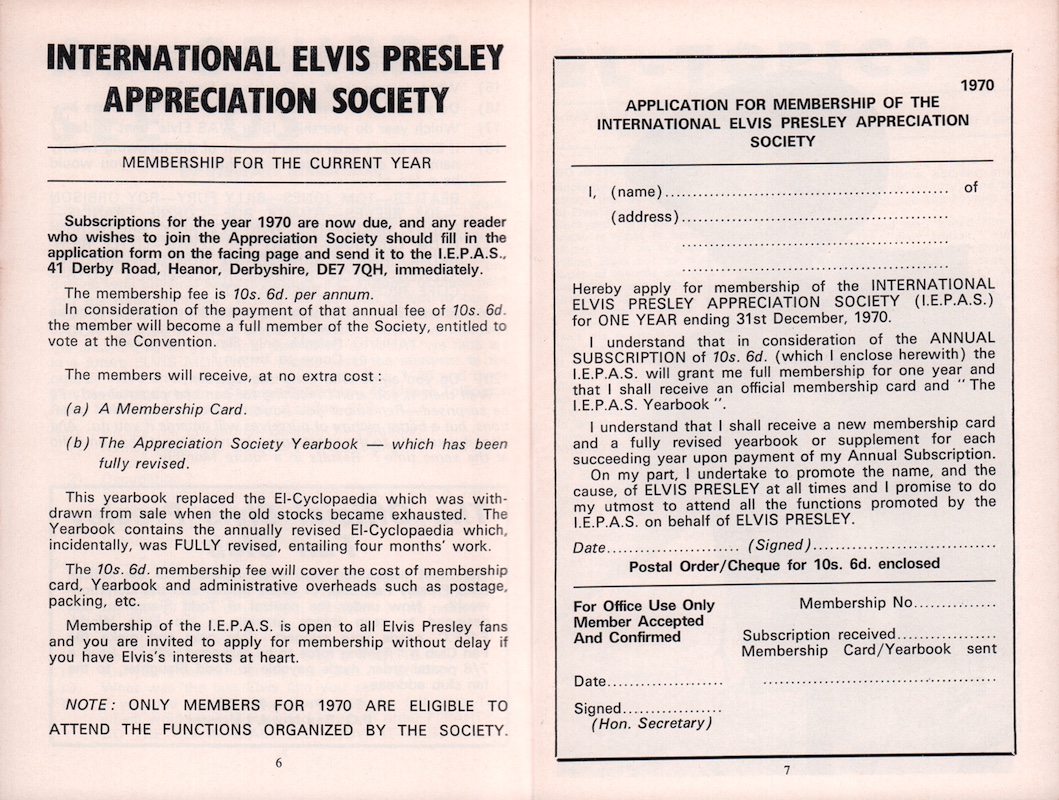 INTERNATIONAL ELVIS PRESLEY
APPRECIATION SOCIETY
MEMBERSHIP FOR THE CURRENT YEAR
Subscriptions for the year 1970 are now due, and any reader
who wishes to join the Appreciation Society should fill in the
application form on the facing page and send it to the I.E.P.A.S.,
41 Derby Road, Heanor, Derbyshire, DE7 7QH, immediately.
The membership fee is 10s. 6d. per annum.
In consideration of the payment of that annual fee of 10s. 6d.
the member will become a full member of the Society, entitled to
vote at the Convention.
The members will receive, at no extra cost :
(a) A Membership Card.
(b) The Appreciation Society Yearbook — which has been
fully revised.
This yearbook replaced the El-Cyclopaedia which was with-
drawn from sale when the old stocks became exhausted. The
Yearbook contains the annually revised El-Cyclopaedia which,
incidentally, was FULLY revised, entailing four months' work.
The 10s. 6d. membership fee will cover the cost of membership
card, Yearbook and administrative overheads such as postage,
packing, etc.
Membership of the I.E.P.A.S. is open to all Elvis Presley fans
and you are invited to apply for membership without delay if
you have Elvis's interests at heart.
NOTE : ONLY MEMBERS FOR 1970 ARE ELIGIBLE TO
ATTEND THE FUNCTIONS ORGANIZED BY THE SOCIETY.
6
1970
APPLICATION FOR MEMBERSHIP OF THE
INTERNATIONAL ELVIS PRESLEY APPRECIATION
SOCIETY
I, (name)................................................ of
(address)................................................
................................................
................................................
Hereby apply for membership of the INTERNATIONAL
ELVIS PRESLEY APPRECIATION SOCIETY (I.E.P.A.S.)
for ONE YEAR ending 31st December, 1970.
I understand that in consideration of the ANNUAL
SUBSCRIPTION of 10s. 6d. (which I enclose herewith) the
I.E.P.A.S. will grant me full membership for one year and
that I shall receive an official membership card and " The
I.E.P.A.S. Yearbook ".
I understand that I shall receive a new membership card
and a fully revised yearbook or supplement for each
succeeding year upon payment of my Annual Subscription.
On my part, I undertake to promote the name, and the
cause, of ELVIS PRESLEY at all times and I promise to do
my utmost to attend all the functions promoted by the
I.E.P.A.S. on behalf of ELVIS PRESLEY.
Date........................ (Signed)................................
Postal Order/Cheque for 10s. 6d. enclosed
For Office Use Only
Member Accepted
And Confirmed
Membership No..............
Subscription received..................
Membership Card/Yearbook sent
Date.....................
..........................................
Signed..................
(Hon. Secretary)
7